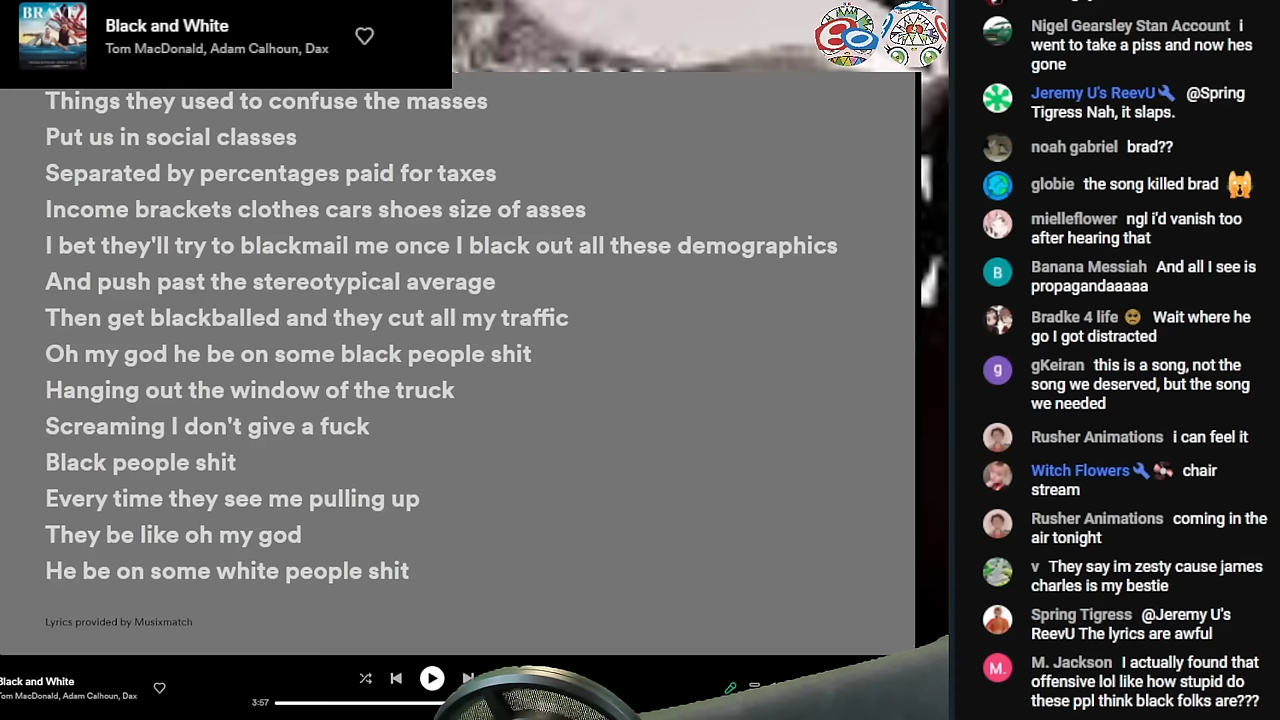 BRAVE
Black and White
Tom MacDonald, Adam Calhoun, Dax
Things they used to confuse the masses
Put us in social classes
Separated by percentages paid for taxes
Income brackets clothes cars shoes size of asses
I bet they'll try to blackmail me once I black out all these demographics
And push past the stereotypical average
Then get blackballed and they cut all my traffic
Oh my god he be on some black people shit
Hanging out the window of the truck
Screaming I don't give a fuck
Black people shit
Every time they see me pulling up
They be like oh my god
He be on some white people shit
Lyrics provided by Musixmatch
Black and White
Tom MacDonald, Adam Calhoun, Dax
3:57
Nigel Gearsley Stan Account i
went to take a piss and now hes
gone
Jeremy U's ReevU @Spring
Tigress Nah, it slaps.
noah gabriel brad??
globie the song killed brad
mielleflower ngl i'd vanish too
after hearing that
B
Banana Messiah And all I see is
propagandaaaaa
Bradke 4 life Wait where he
go I got distracted
g
gKeiran this is a song, not the
song we deserved, but the song
we needed
Rusher Animations i can feel it
Witch Flowers chair
stream
Rusher Animations coming in the
air tonight
v They say im zesty cause james
charles is my bestie
Spring Tigress @Jeremy U's
ReevU The lyrics are awful
M.
M. Jackson I actually found that
offensive lol like how stupid do
these ppl think black folks are???